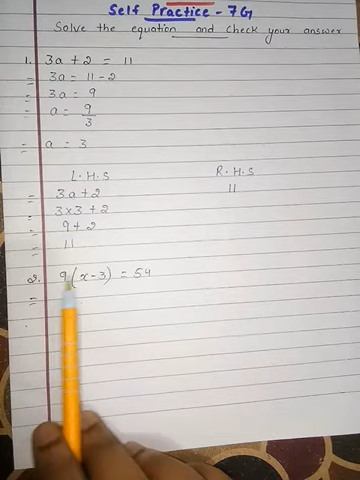 Self Practice - 7G
Solve the equation and check your answer
1. 3a + 2 = 11
= 3a = 11 - 2
= 3a = 9
= a = 9/3
= a = 3
L.H.S R.H.S
= 3a + 2 11
= 3 × 3 + 2
= 9 + 2
= 11
2. 9(x - 3) = 54
=